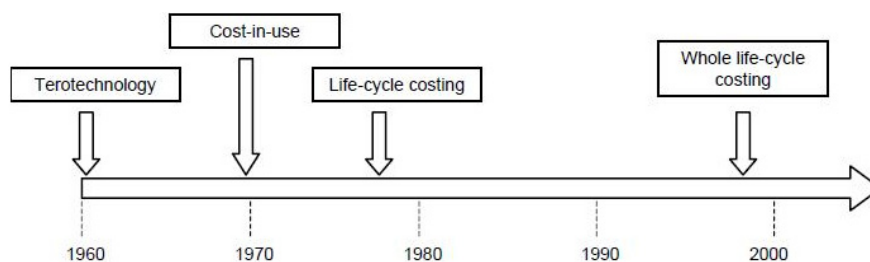 Cost-in-use
Terotechnology
Life-cycle costing
Whole life-cycle
costing
1960
1970
1980
1990
2000